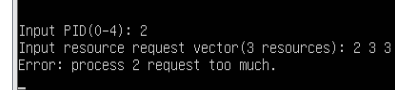 Input PID(0-4): 2
Input resource request vector(3 resources): 2 3 3
Error: process 2 request too much.